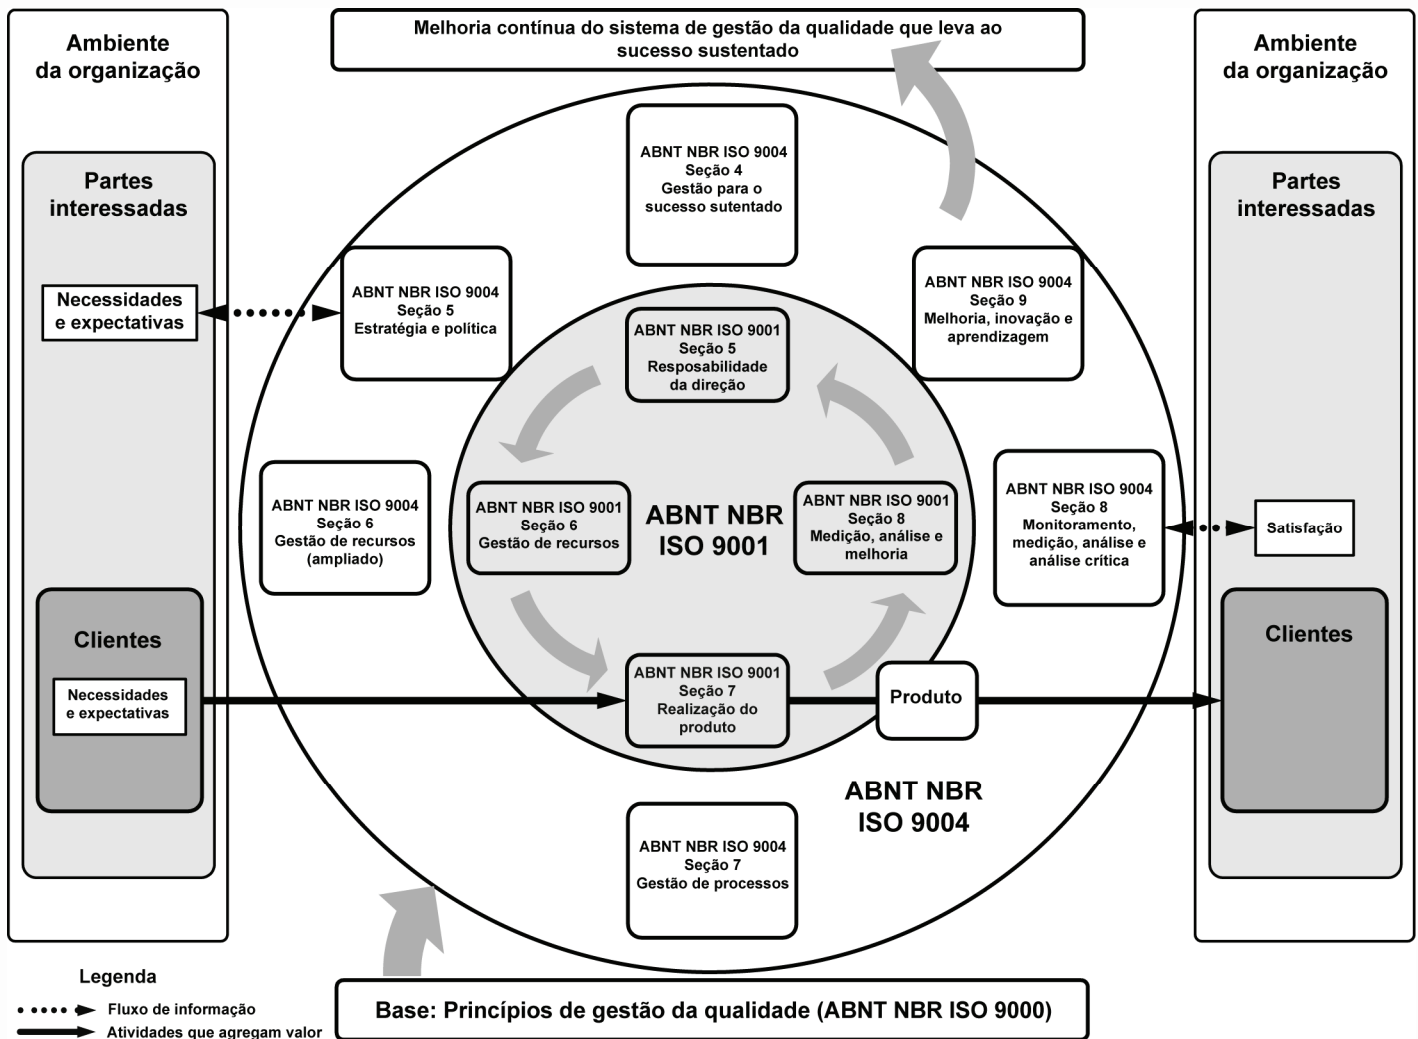 Melhoria contínua do sistema de gestão da qualidade que leva ao
sucesso sustentado
Ambiente
da organização
Partes
interessadas
Necessidades
e expectativas
Clientes
Necessidades
e expectativas
ABNT NBR ISO 9004
Seção 4
Gestão para o
sucesso sutentado
ABNT NBR ISO 9004
Seção 5
Estratégia e política
ABNT NBR ISO 9004
Seção 9
Melhoria, inovação e
aprendizagem
ABNT NBR ISO 9001
Seção 5
Resposabilidade
da direção
ABNT NBR ISO 9004
Seção 6
Gestão de recursos
(ampliado)
ABNT NBR ISO 9001
Seção 6
Gestão de recursos
ABNT NBR
ISO 9001
ABNT NBR ISO 9001
Seção 8
Medição, análise e
melhoria
ABNT NBR ISO 9004
Seção 8
Monitoramento,
medição, análise e
análise crítica
ABNT NBR ISO 9001
Seção 7
Realização do
produto
Produto
ABNT NBR
ISO 9004
ABNT NBR ISO 9004
Seção 7
Gestão de processos
Ambiente
da organização
Partes
interessadas
Satisfação
Clientes
Legenda
Fluxo de informação
Atividades que agregam valor
Base: Princípios de gestão da qualidade (ABNT NBR ISO 9000)